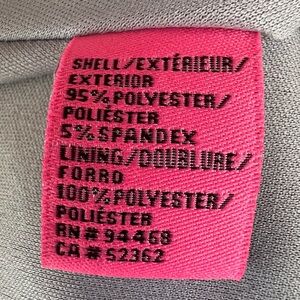 SHELL/EXTÉRIEUR/
EXTERIOR
95%POLYESTER/
POLIÉSTER
5%SPANDEX
LINING/DOUBLURE/
FORRO
100%POLYESTER/
POLIÉSTER
RN# 94468
CA# 52362